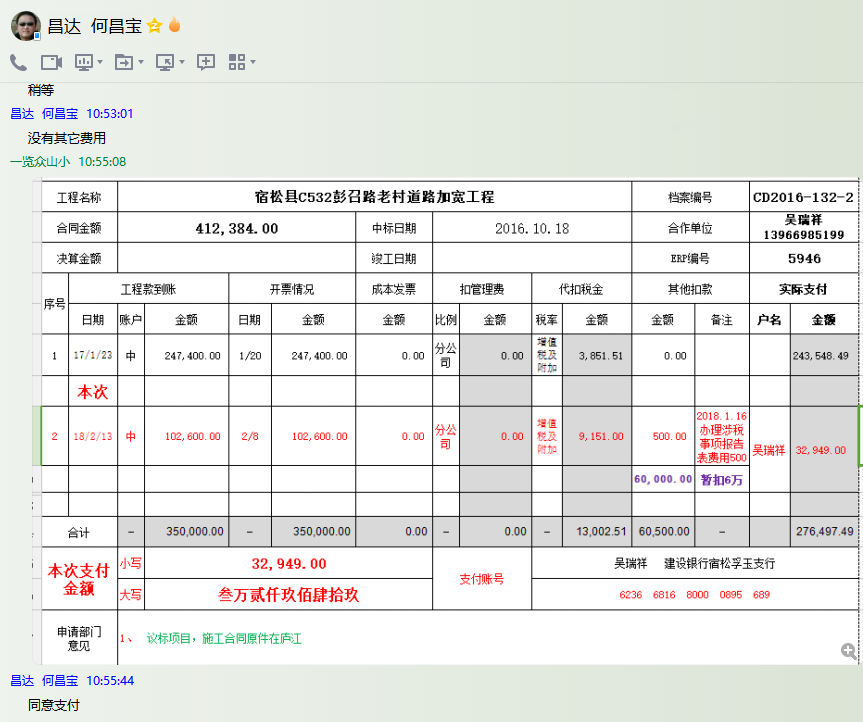 昌达 何昌宝
稍等
昌达 何昌宝 10:53:01
没有其它费用
一览众山小 10:55:08
工程名称 宿松县C532彭召路老村道路加宽工程 档案编号 CD2016-132-2
合同金额 412,384.00 中标日期 2016.10.18 合作单位 吴瑞祥
13966985199
决算金额 竣工日期 ERP编号 5946
序号 工程款到账 开票情况 成本发票 扣管理费 代扣税金 其他扣款 实际支付
日期 账户 金额 日期 金额 金额 比例 金额 税率 金额 金额 备注 户名 金额
1 17/1/23 中 247,400.00 1/20 247,400.00 0.00 分公司 0.00 增值税及附加 3,851.51 0.00 243,548.49
本次
2 18/2/13 中 102,600.00 2/8 102,600.00 0.00 分公司 0.00 增值税及附加 9,151.00 500.00 2018.1.16办理涉税事项报告表费用500 吴瑞祥 32,949.00
60,000.00 暂扣6万
合计 - 350,000.00 - 350,000.00 0.00 - 0.00 - 13,002.51 60,500.00 - 276,497.49
本次支付金额 小写 32,949.00 支付账号 吴瑞祥 建设银行宿松孚玉支行
大写 叁万贰仟玖佰肆拾玖 6236 6816 8000 0895 689
申请部门意见 1、 议标项目，施工合同原件在庐江
昌达 何昌宝 10:55:44
同意支付